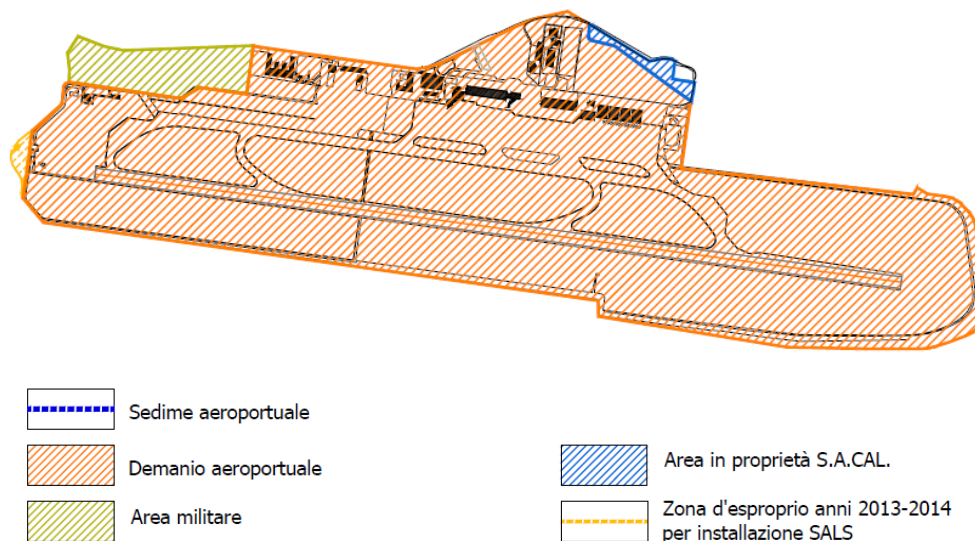 Sedime aeroportuale
Demanio aeroportuale
Area militare
Area in proprietà S.A.CAL.
Zona d'esproprio anni 2013-2014
per installazione SALS